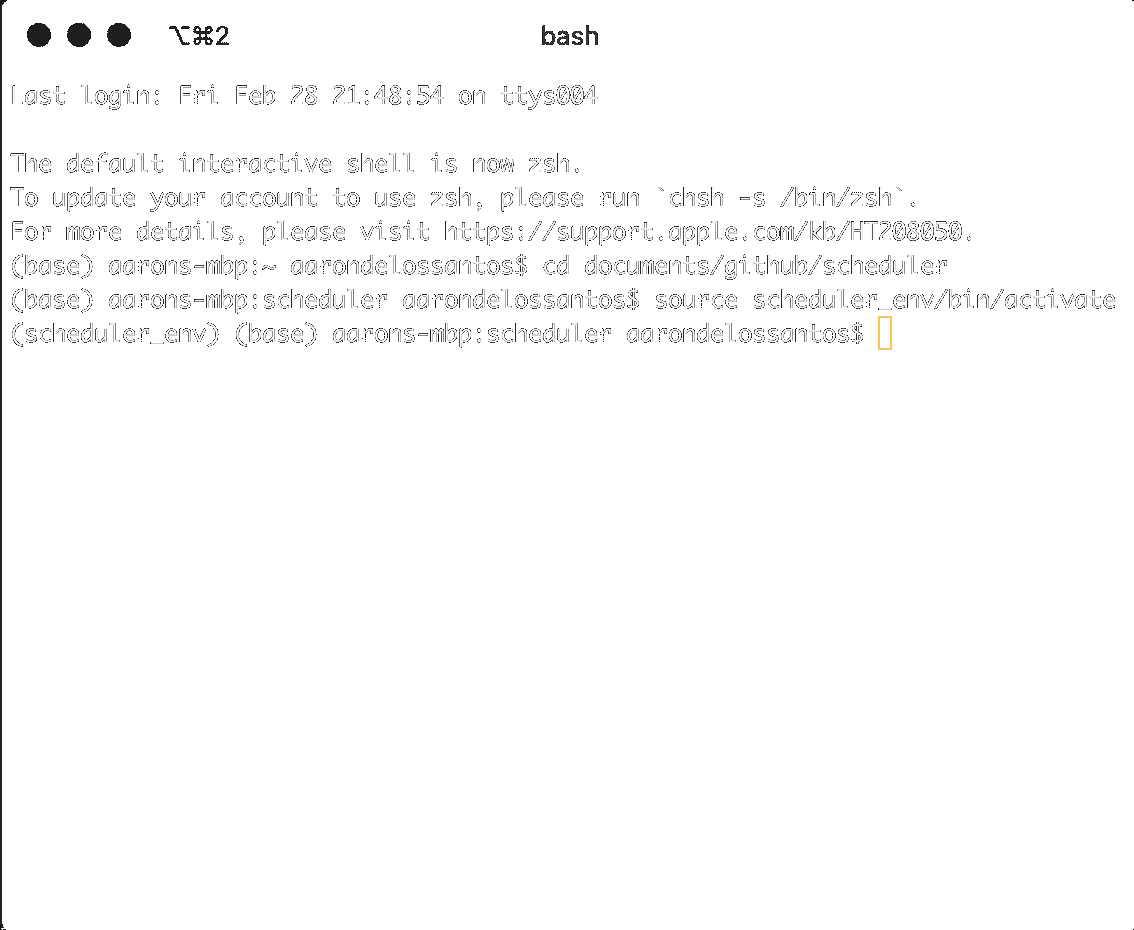 ⌥⌘2 bash
Last login: Fri Feb 28 21:48:54 on ttys004
The default interactive shell is now zsh.
To update your account to use zsh, please run `chsh -s /bin/zsh`.
For more details, please visit https://support.apple.com/kb/HT208050.
(base) aarons-mbp:~ aarondelossantos$ cd documents/github/scheduler
(base) aarons-mbp:scheduler aarondelossantos$ source scheduler_env/bin/activate
(scheduler_env) (base) aarons-mbp:scheduler aarondelossantos$